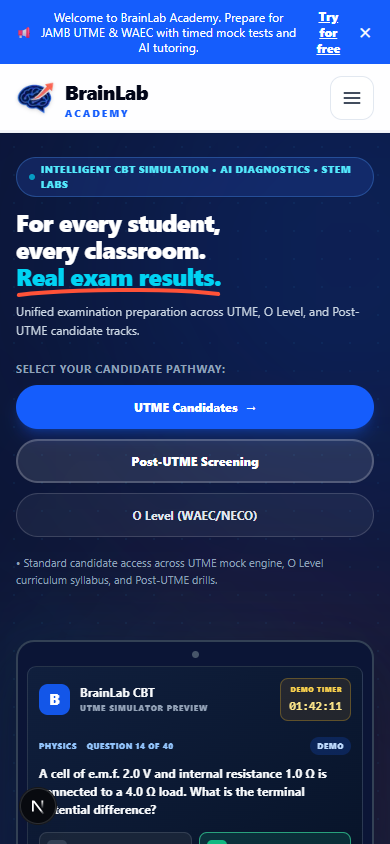 Welcome to BrainLab Academy. Prepare for
JAMB UTME & WAEC with timed mock tests and
AI tutoring.
Try
for
free
BrainLab
ACADEMY
INTELLIGENT CBT SIMULATION • AI DIAGNOSTICS • STEM
LABS
For every student,
every classroom.
Real exam results.
Unified examination preparation across UTME, O Level, and Post-
UTME candidate tracks.
SELECT YOUR CANDIDATE PATHWAY:
UTME Candidates →
Post-UTME Screening
O Level (WAEC/NECO)
• Standard candidate access across UTME mock engine, O Level
curriculum syllabus, and Post-UTME drills.
B
BrainLab CBT
UTME SIMULATOR PREVIEW
DEMO TIMER
01:42:11
PHYSICS QUESTION 14 OF 40
DEMO
A cell of e.m.f. 2.0 V and internal resistance 1.0 Ω is
connected to a 4.0 Ω load. What is the terminal
potential difference?
N